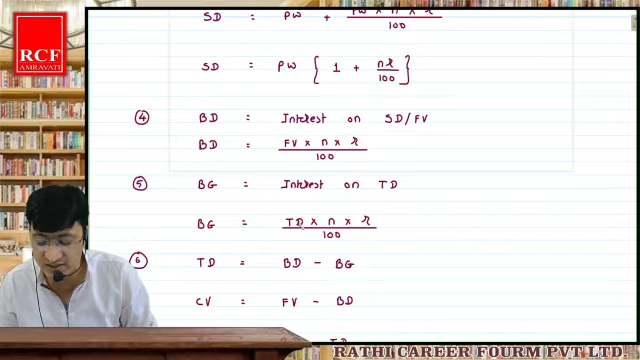 RCF
AMRAVATI
SD = PW + PW x n x r
100
SD = PW { 1 + nr/100 }
④ BD = Interest on SD/FV
BD = FV x n x r
100
⑤ BG = Interest on TD
BG = TD x n x r
100
⑥ TD = BD - BG
CV = FV - BD
TD
RATHI CAREER FOURM PVT LTD